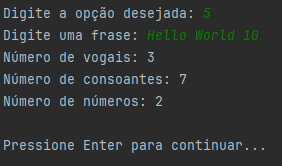 Digite a opção desejada: 5
Digite uma frase: Hello World 10
Número de vogais: 3
Número de consoantes: 7
Número de números: 2
Pressione Enter para continuar...